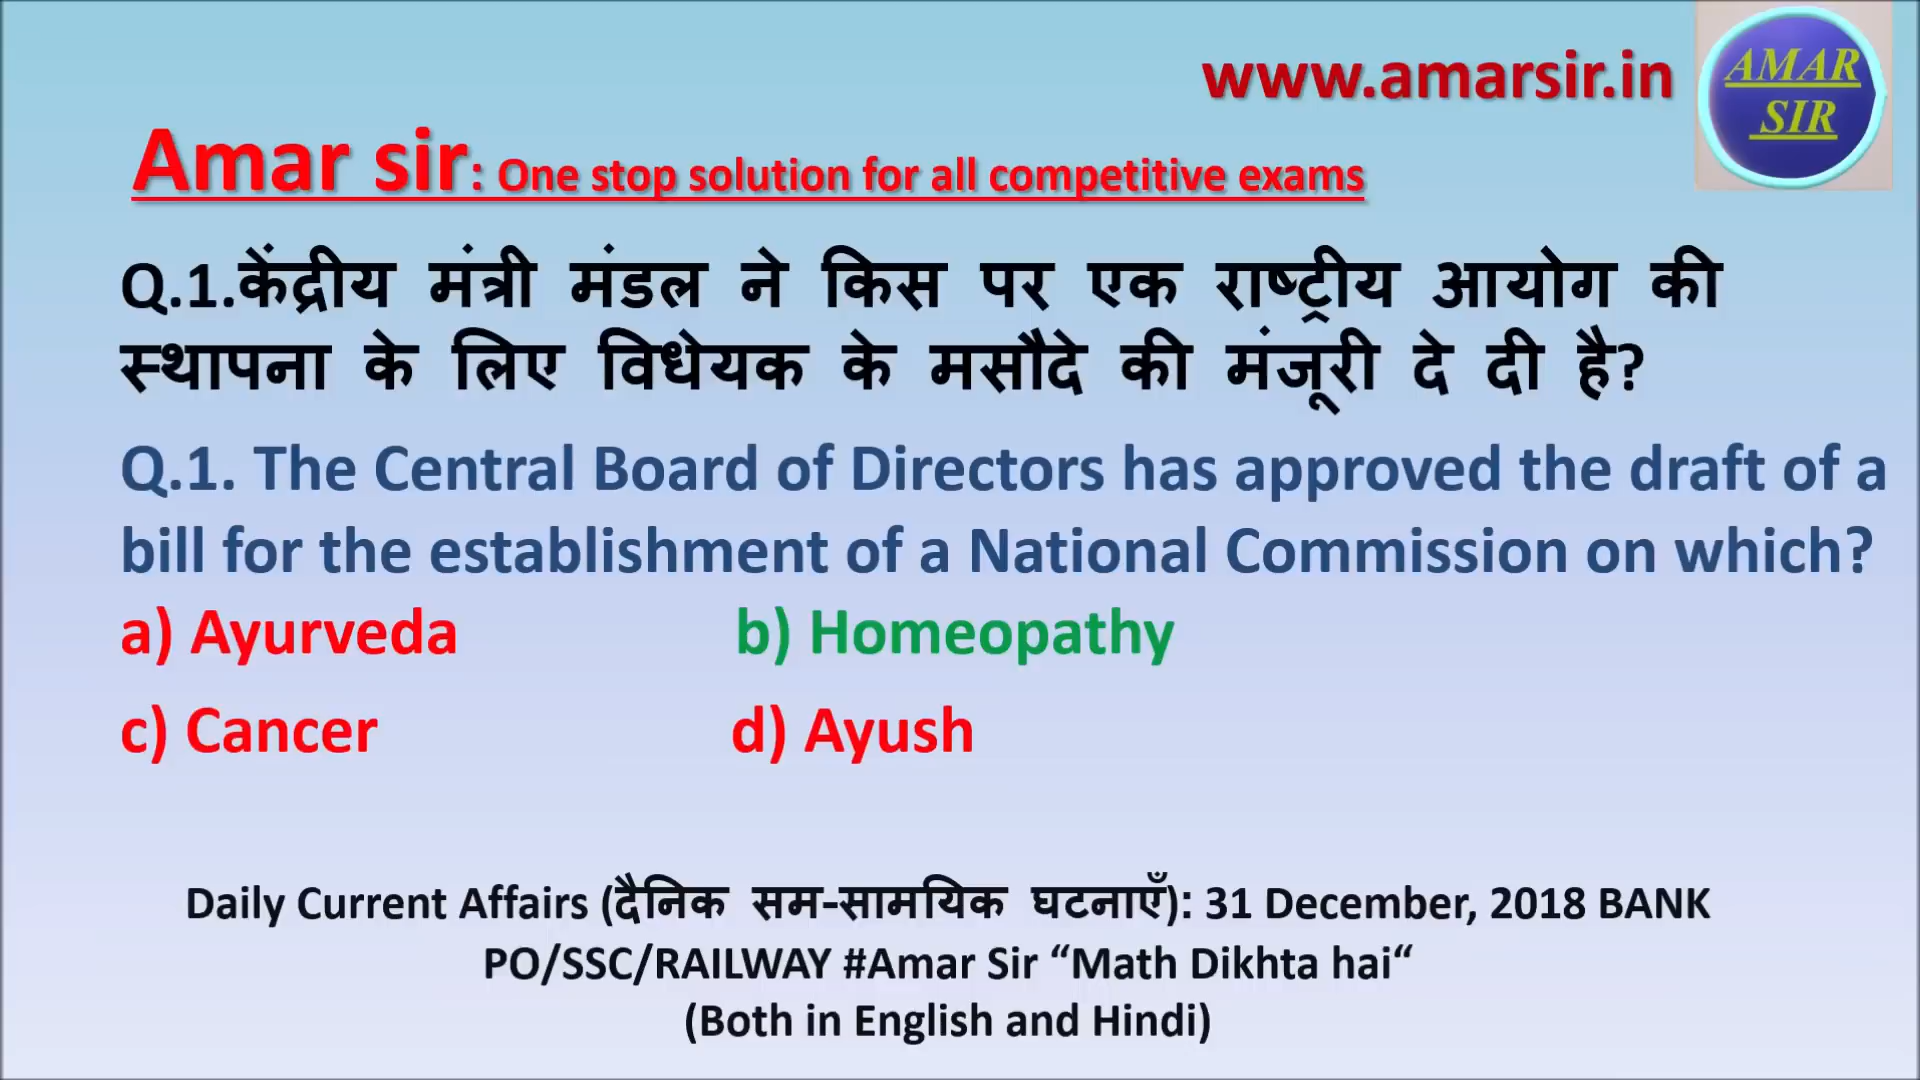 www.amarsir.in
AMAR
SIR
Amar sir: One stop solution for all competitive exams
Q.1.केंद्रीय मंत्री मंडल ने किस पर एक राष्ट्रीय आयोग की
स्थापना के लिए विधेयक के मसौदे की मंजूरी दे दी है?
Q.1. The Central Board of Directors has approved the draft of a
bill for the establishment of a National Commission on which?
a) Ayurveda b) Homeopathy
c) Cancer d) Ayush
Daily Current Affairs (दैनिक सम-सामयिक घटनाएँ): 31 December, 2018 BANK
PO/SSC/RAILWAY #Amar Sir “Math Dikhta hai“
(Both in English and Hindi)